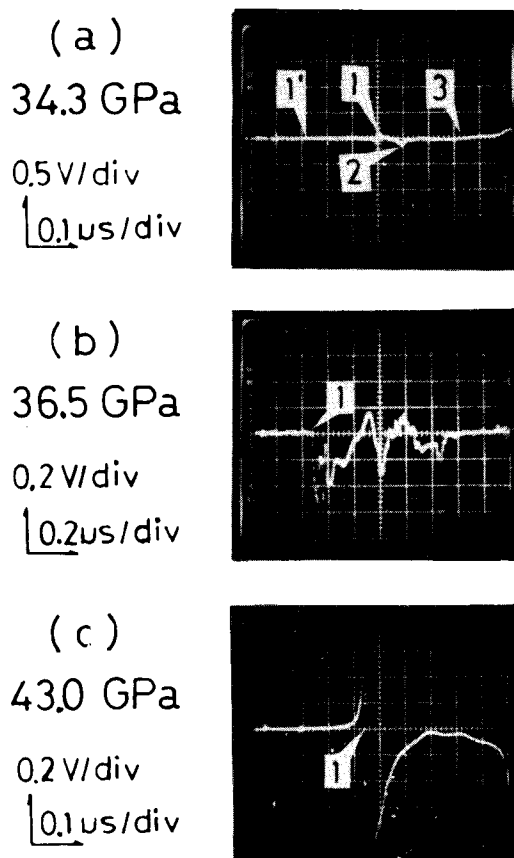 (a)
34.3 GPa
0.5 V/div
0.1 us/div
1' 1 3
2
(b)
36.5 GPa
0.2 V/div
0.2 us/div
1
(c)
43.0 GPa
0.2 V/div
0.1 us/div
1